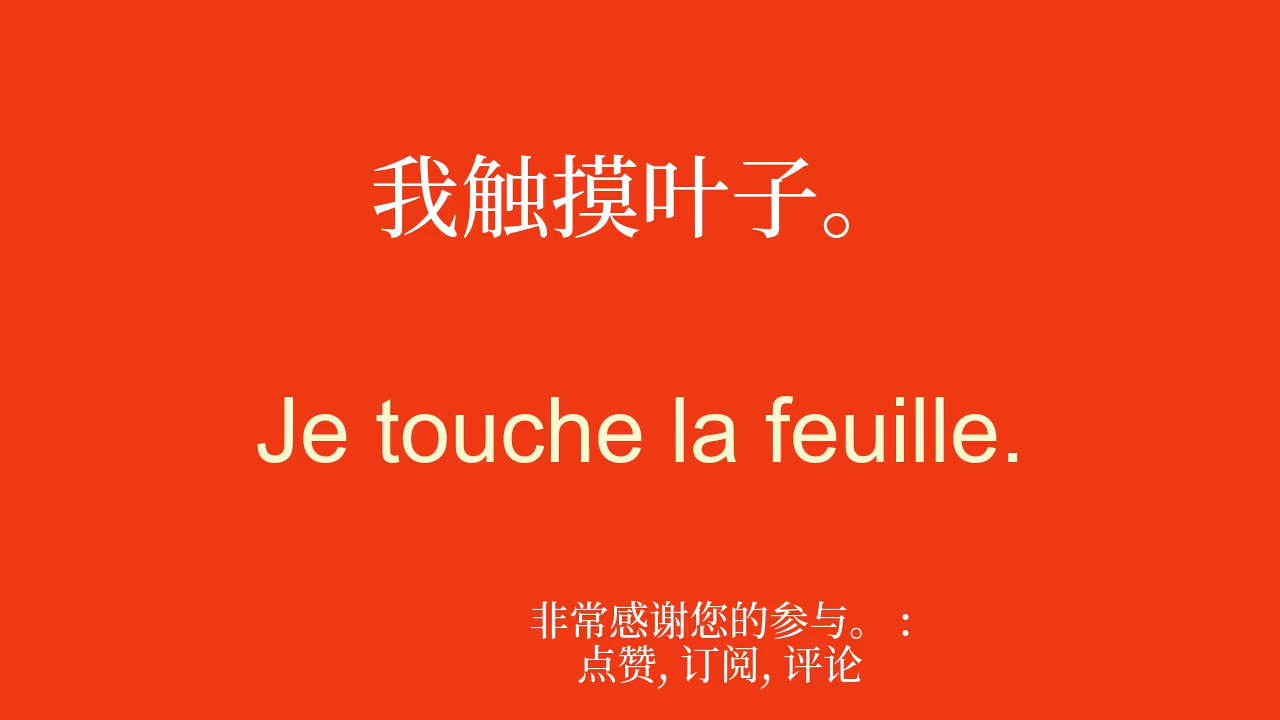 我触摸叶子。
Je touche la feuille.
非常感谢您的参与。 :
点赞, 订阅, 评论